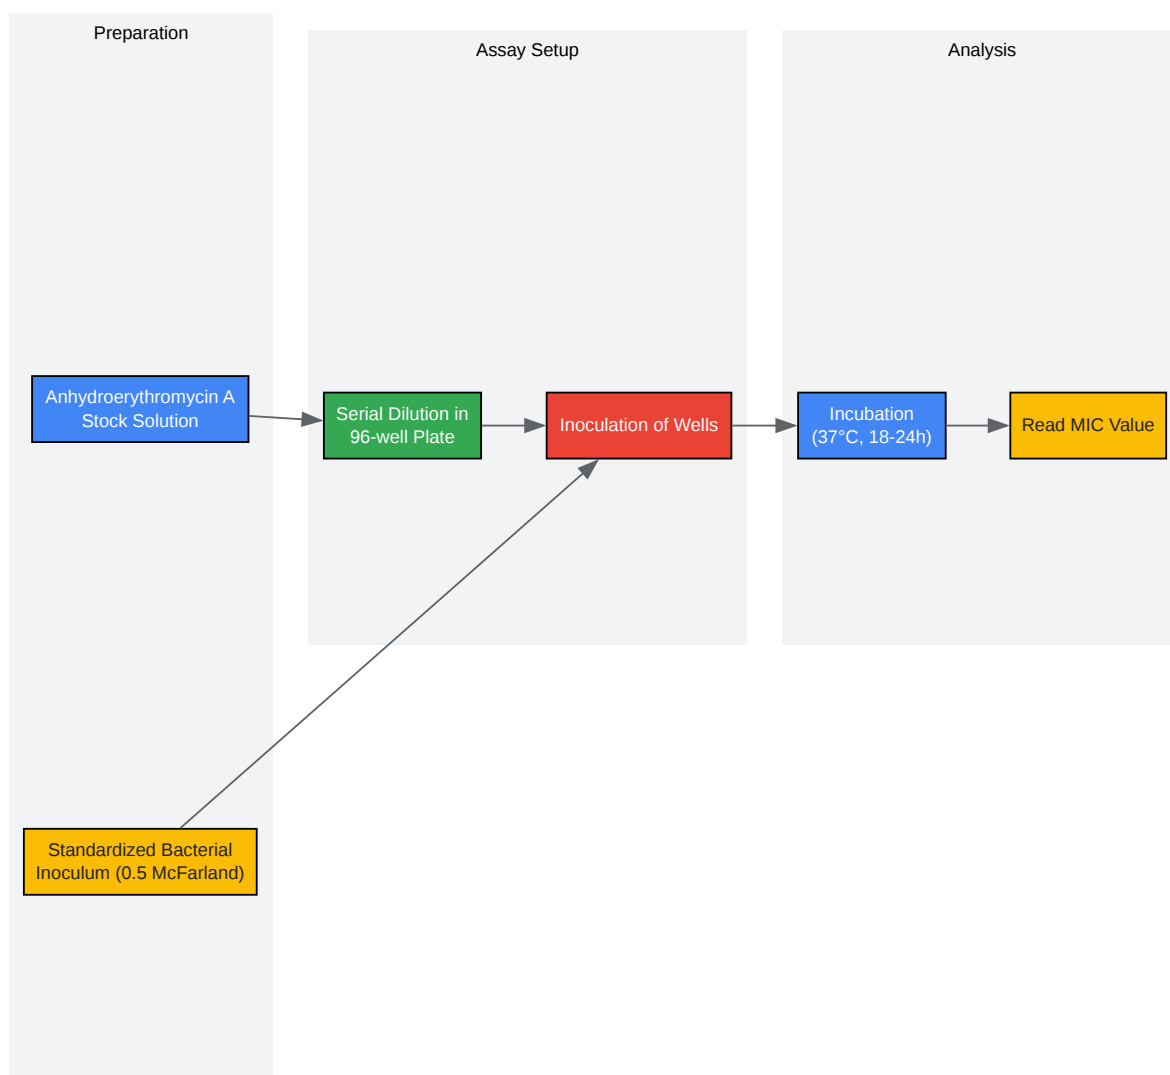 Preparation
Assay Setup
Analysis
Anhydroerythromycin A
Stock Solution
Serial Dilution in
96-well Plate
Inoculation of Wells
Incubation
(37°C, 18-24h)
Read MIC Value
Standardized Bacterial
Inoculum (0.5 McFarland)